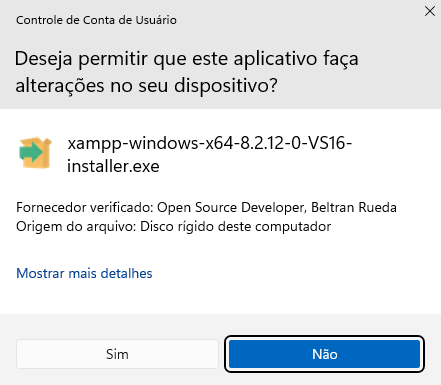 Controle de Conta de Usuário
Deseja permitir que este aplicativo faça
alterações no seu dispositivo?
xampp-windows-x64-8.2.12-0-VS16-
installer.exe
Fornecedor verificado: Open Source Developer, Beltran Rueda
Origem do arquivo: Disco rígido deste computador
Mostrar mais detalhes
Sim
Não